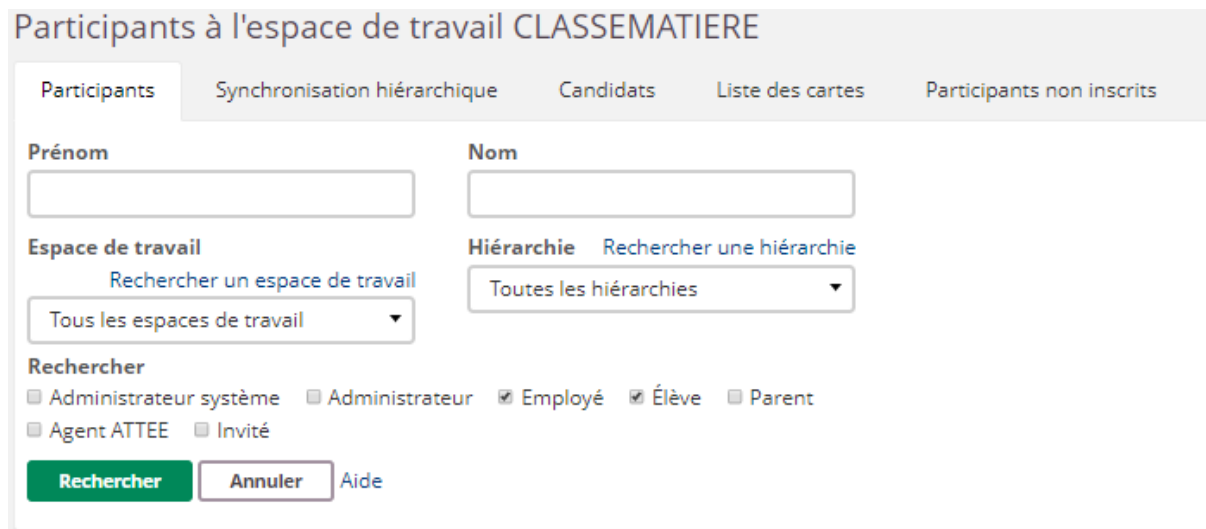 Participants à l'espace de travail CLASSEMATIERE
Participants Synchronisation hiérarchique Candidats Liste des cartes Participants non inscrits
Prénom Nom
Espace de travail Hiérarchie Rechercher une hiérarchie
Rechercher un espace de travail
Toutes les hiérarchies
Tous les espaces de travail
Rechercher
Administrateur système Administrateur Employé Élève Parent
Agent ATTEE Invité
Rechercher Annuler Aide